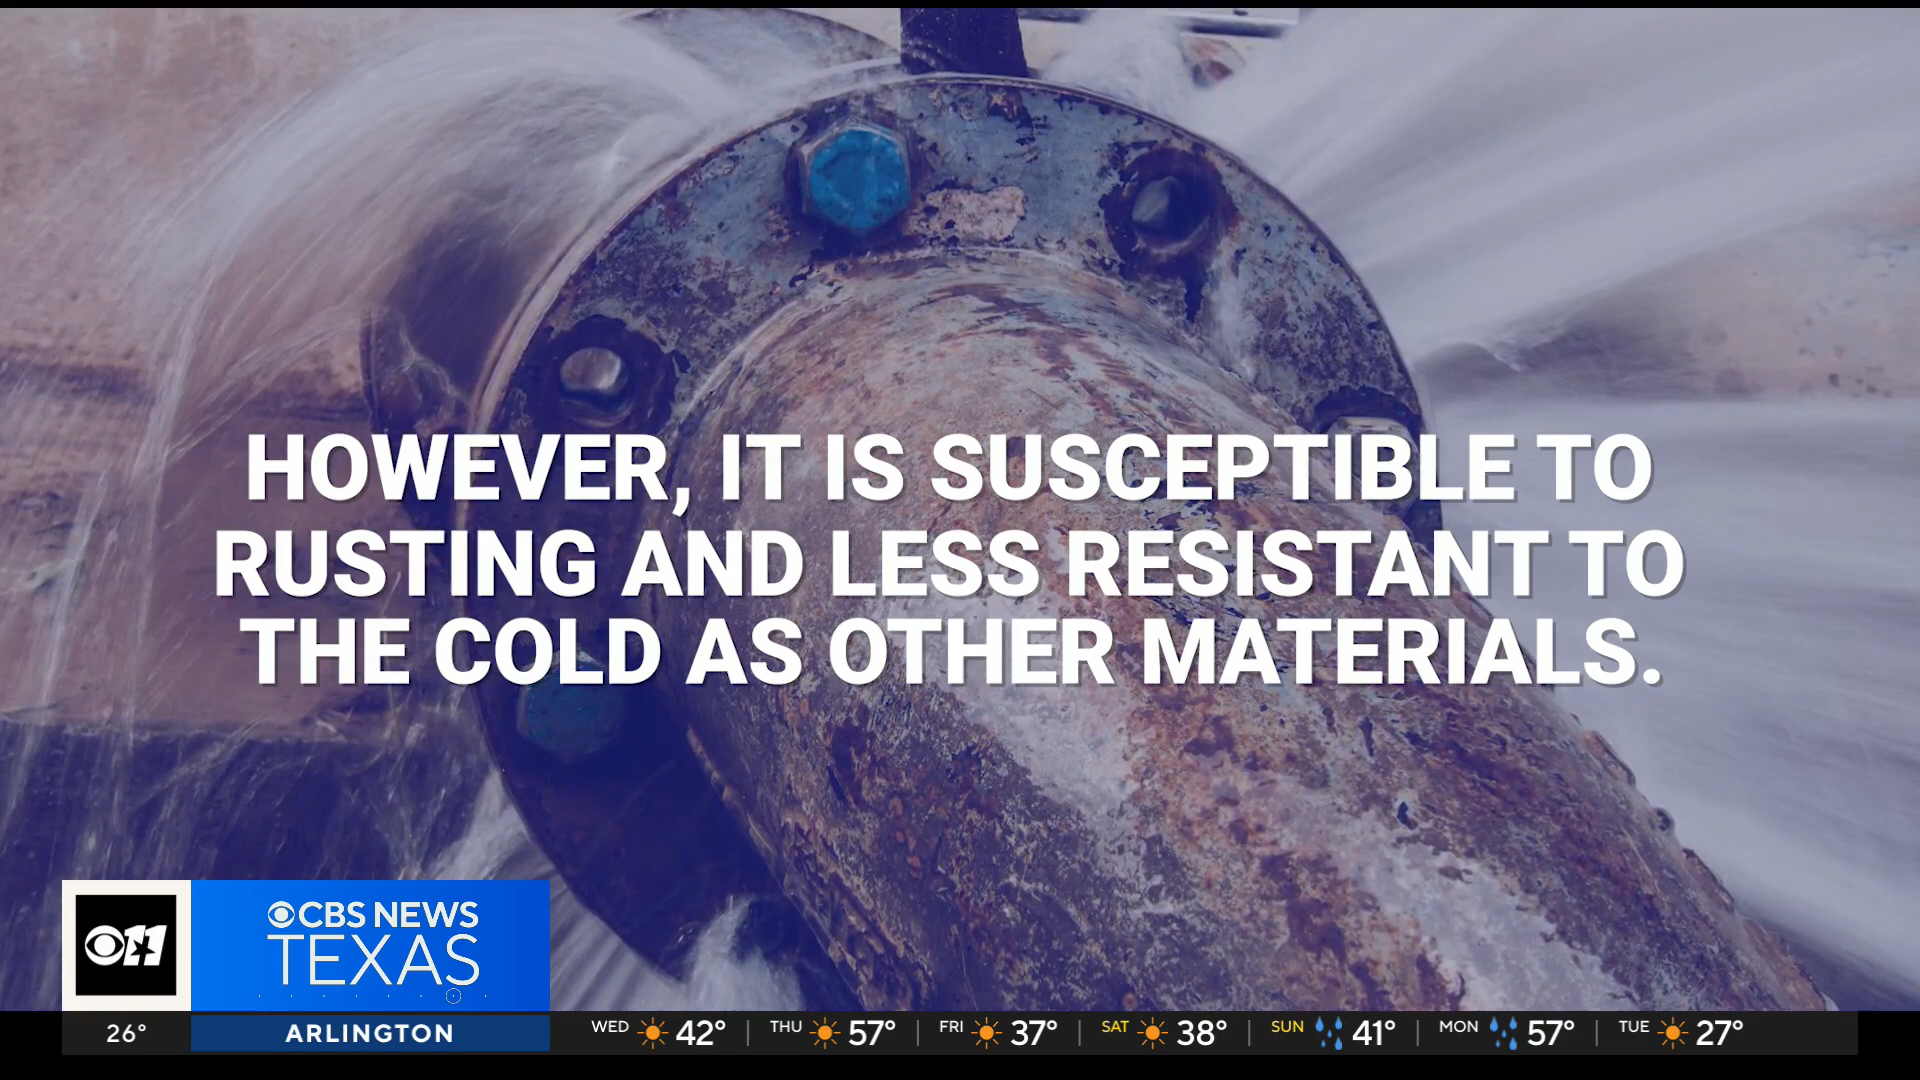 HOWEVER, IT IS SUSCEPTIBLE TO
RUSTING AND LESS RESISTANT TO
THE COLD AS OTHER MATERIALS.
11
CBS NEWS
TEXAS
26° ARLINGTON WED 42° THU 57° FRI 37° SAT 38° SUN 41° MON 57° TUE 27°